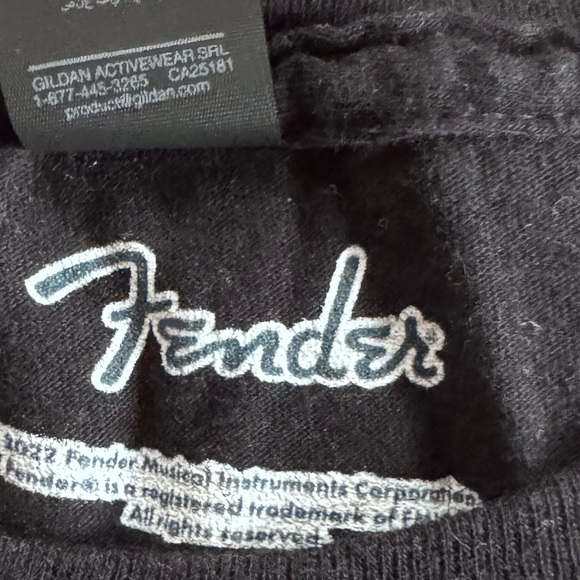 GILDAN ACTIVEWEAR SRL
1-877-445-3265 CA25181
product@gildan.com
Fender
2022 Fender Musical Instruments Corporation
Fender® is a registered trademark of
All rights reserved.